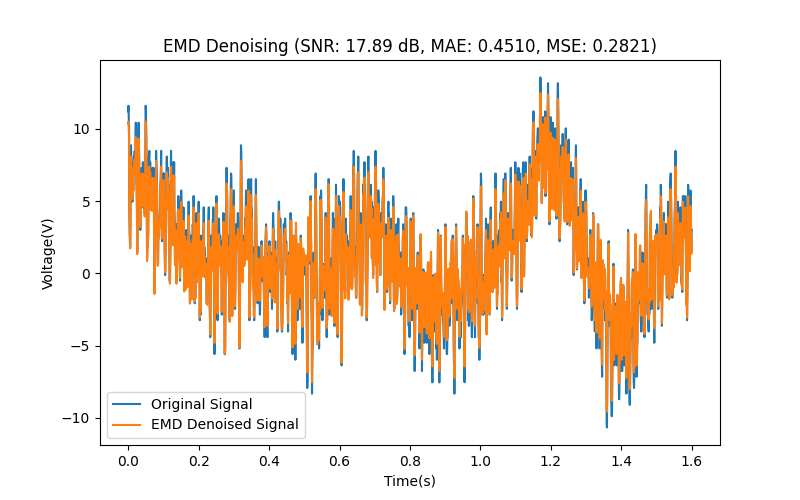 EMD Denoising (SNR: 17.89 dB, MAE: 0.4510, MSE: 0.2821)
10
5
0
−5
−10
Voltage(V)
Original Signal
EMD Denoised Signal
0.0 0.2 0.4 0.6 0.8 1.0 1.2 1.4 1.6
Time(s)